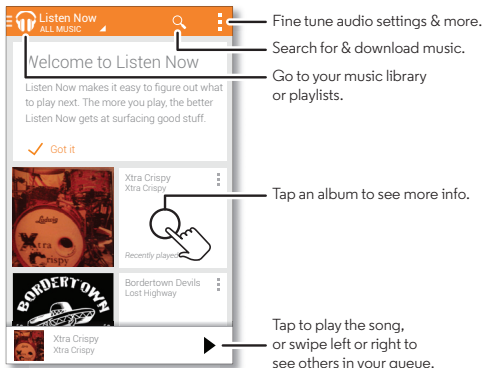 Listen Now
ALL MUSIC
Fine tune audio settings & more.
Search for & download music.
Go to your music library
or playlists.
Welcome to Listen Now
Listen Now makes it easy to figure out what
to play next. The more you play, the better
Listen Now gets at surfacing good stuff.
Got it
Xtra Crispy
Xtra Crispy
Recently played
Tap an album to see more info.
Ludwig
Xtra
Crispy
Bordertown Devils
Lost Highway
BORDERTOWN
Xtra Crispy
Xtra Crispy
Tap to play the song,
or swipe left or right to
see others in your queue.